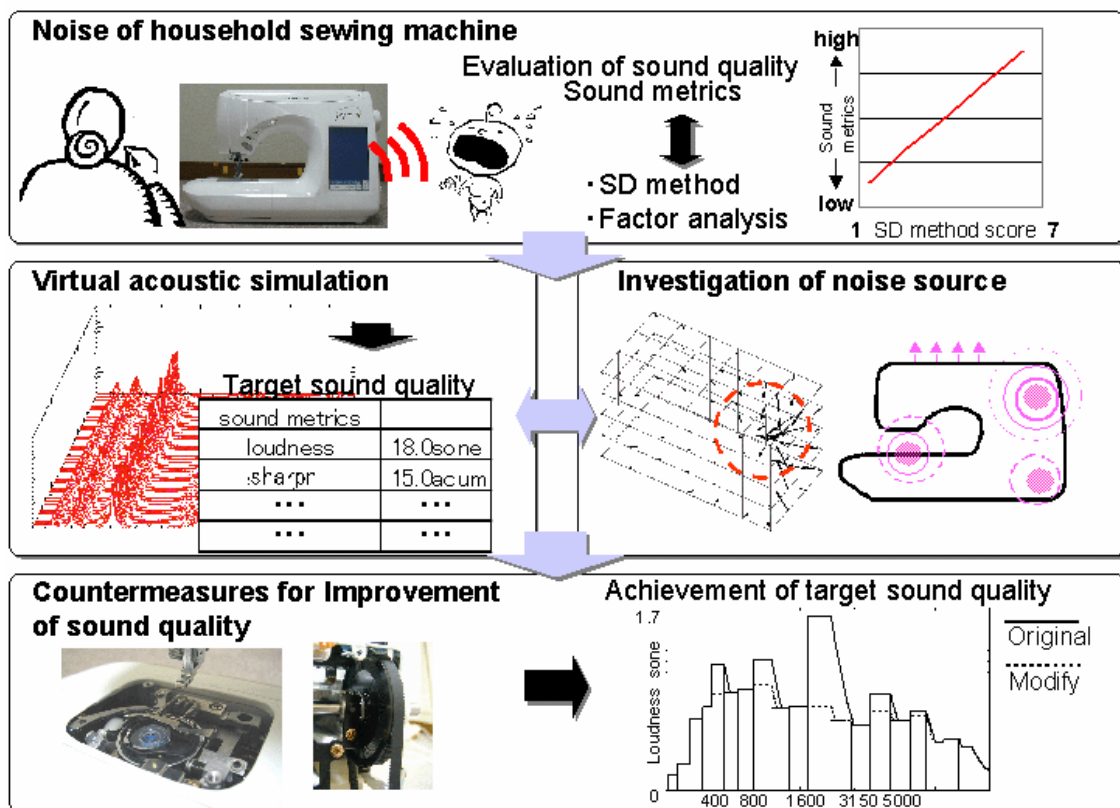 Noise of household sewing machine
Evaluation of sound quality
Sound metrics
・SD method
・Factor analysis
high
Sound metrics
low
1 SD method score 7
Virtual acoustic simulation
Target sound quality
sound metrics
loudness 18.0sone
sharpr 15.0acum
... ...
... ...
Investigation of noise source
Countermeasures for Improvement
of sound quality
Achievement of target sound quality
1.7
Loudness sone
0
400 800 1600 3150 5000
Original
Modify